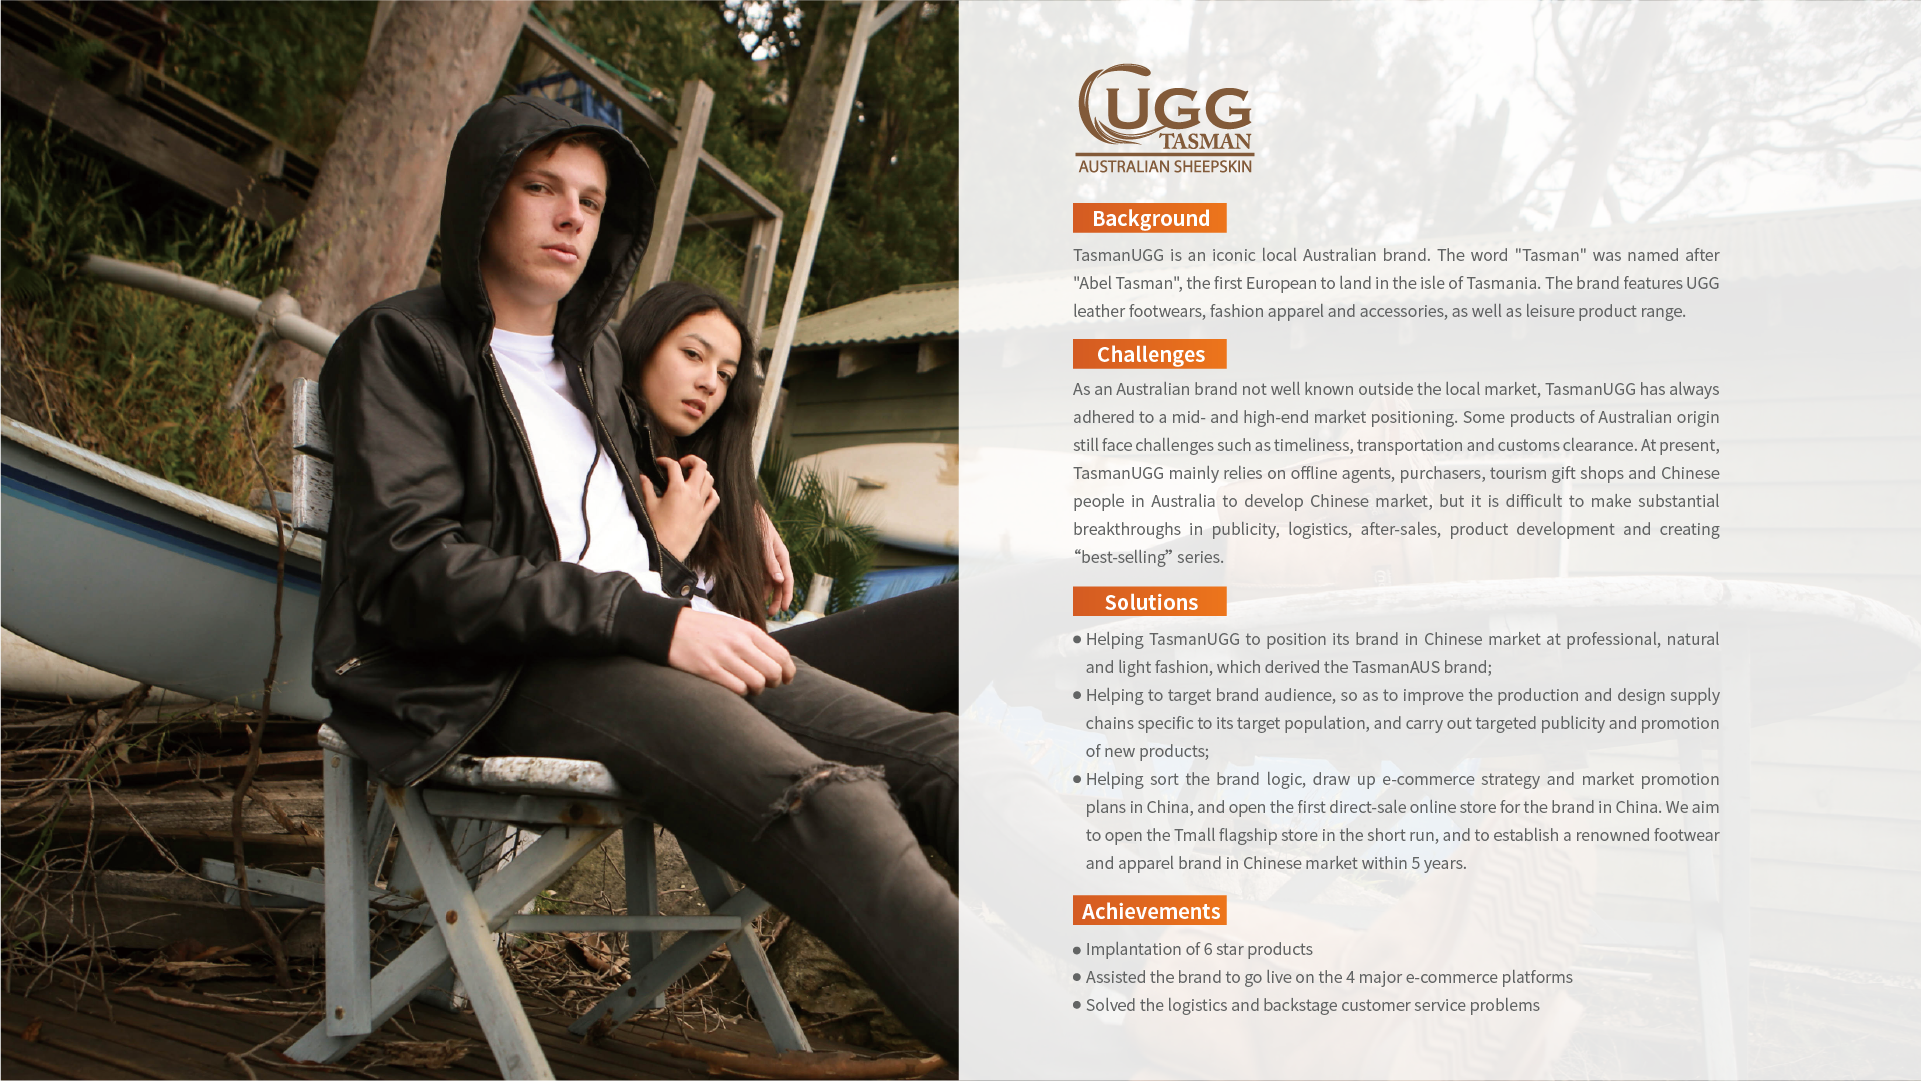 UGG
TASMAN
AUSTRALIAN SHEEPSKIN
Background
TasmanUGG is an iconic local Australian brand. The word "Tasman" was named after
"Abel Tasman", the first European to land in the isle of Tasmania. The brand features UGG
leather footwears, fashion apparel and accessories, as well as leisure product range.
Challenges
As an Australian brand not well known outside the local market, TasmanUGG has always
adhered to a mid- and high-end market positioning. Some products of Australian origin
still face challenges such as timeliness, transportation and customs clearance. At present,
TasmanUGG mainly relies on offline agents, purchasers, tourism gift shops and Chinese
people in Australia to develop Chinese market, but it is difficult to make substantial
breakthroughs in publicity, logistics, after-sales, product development and creating
“best-selling” series.
Solutions
● Helping TasmanUGG to position its brand in Chinese market at professional, natural
and light fashion, which derived the TasmanAUS brand;
● Helping to target brand audience, so as to improve the production and design supply
chains specific to its target population, and carry out targeted publicity and promotion
of new products;
● Helping sort the brand logic, draw up e-commerce strategy and market promotion
plans in China, and open the first direct-sale online store for the brand in China. We aim
to open the Tmall flagship store in the short run, and to establish a renowned footwear
and apparel brand in Chinese market within 5 years.
Achievements
● Implantation of 6 star products
● Assisted the brand to go live on the 4 major e-commerce platforms
● Solved the logistics and backstage customer service problems